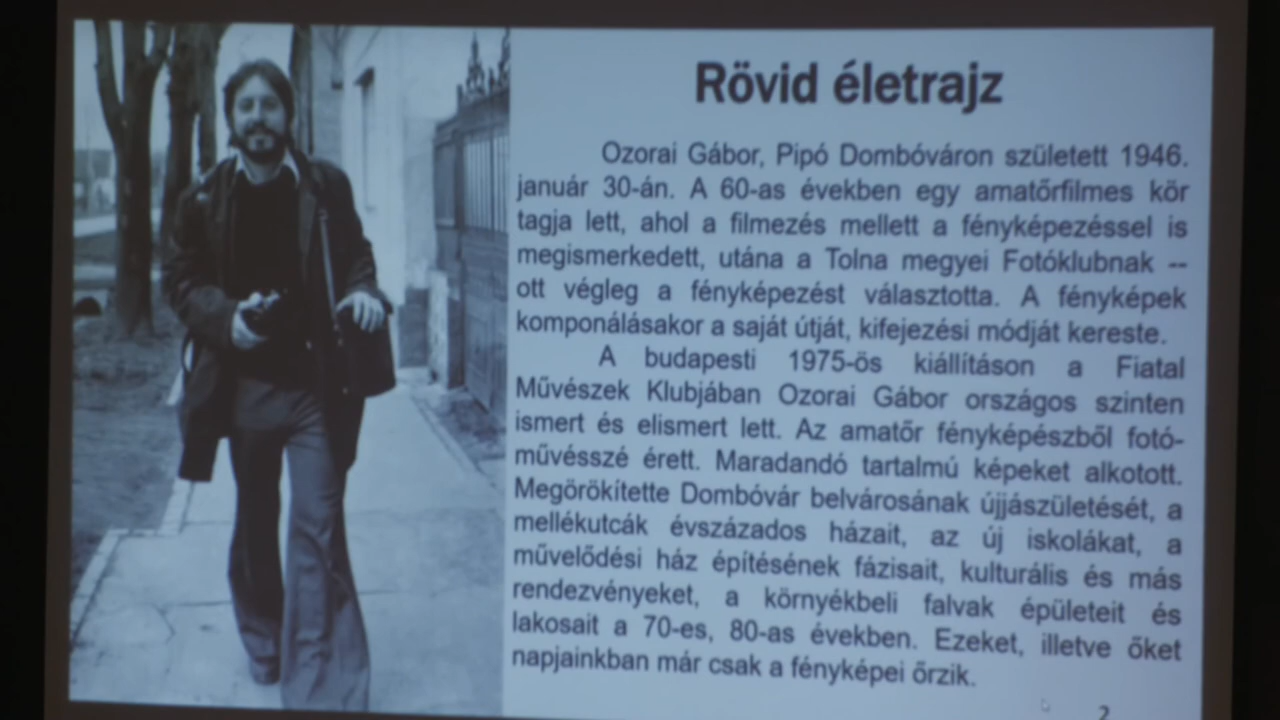 Rövid életrajz
Ozorai Gábor, Pipó Dombóváron született 1946.
január 30-án. A 60-as években egy amatőrfilmes kör
tagja lett, ahol a filmezés mellett a fényképezéssel is
megismerkedett, utána a Tolna megyei Fotóklubnak --
ott végleg a fényképezést választotta. A fényképek
komponálásakor a saját útját, kifejezési módját kereste.
A budapesti 1975-ös kiállításon a Fiatal
Művészek Klubjában Ozorai Gábor országos szinten
ismert és elismert lett. Az amatőr fényképészből fotó-
művésszé érett. Maradandó tartalmú képeket alkotott.
Megörökítette Dombóvár belvárosának újjászületését, a
mellékutcák évszázados házait, az új iskolákat, a
művelődési ház építésének fázisait, kulturális és más
rendezvényeket, a környékbeli falvak épületeit és
lakosait a 70-es, 80-as években. Ezeket, illetve őket
napjainkban már csak a fényképei őrzik.
2